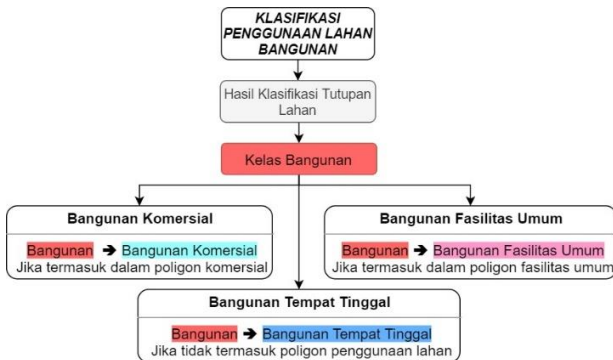 KLASIFIKASI
PENGGUNAAN LAHAN
BANGUNAN
Hasil Klasifikasi Tutupan
Lahan
Kelas Bangunan
Bangunan Komersial
Bangunan ➔ Bangunan Komersial
Jika termasuk dalam poligon komersial
Bangunan Fasilitas Umum
Bangunan ➔ Bangunan Fasilitas Umum
Jika termasuk dalam poligon fasilitas umum
Bangunan Tempat Tinggal
Bangunan ➔ Bangunan Tempat Tinggal
Jika tidak termasuk poligon penggunaan lahan